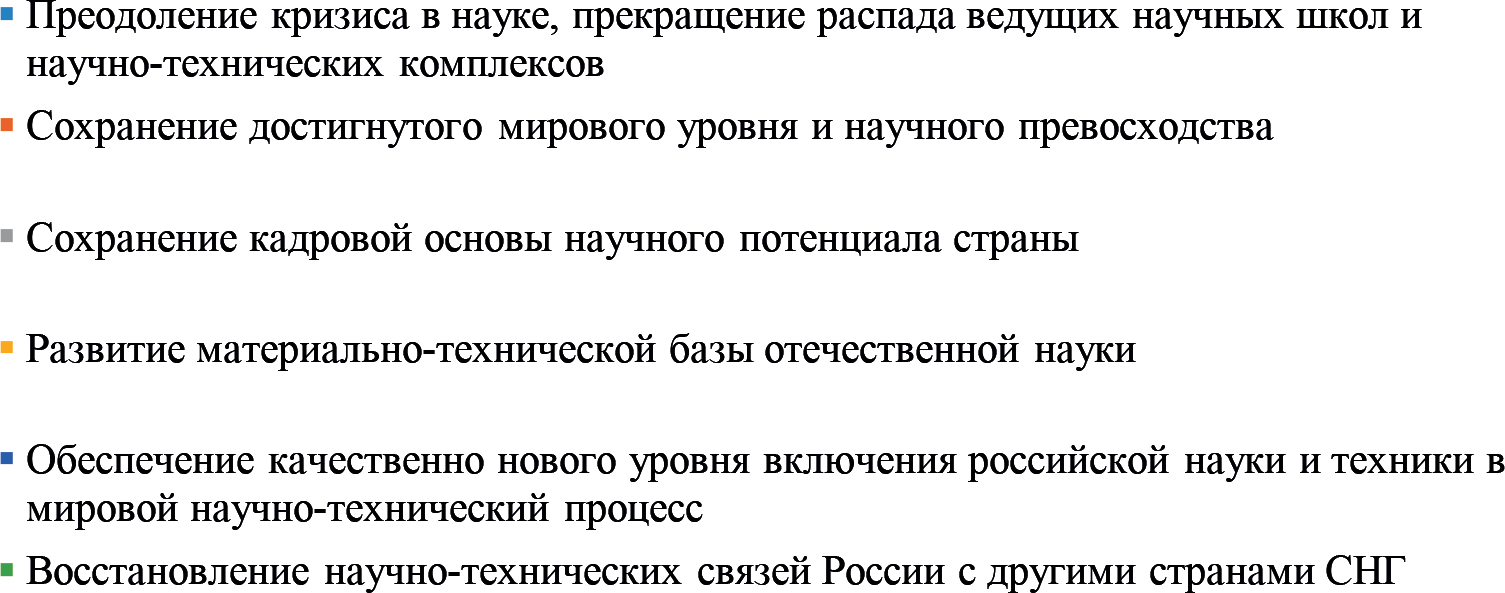 Преодоление кризиса в науке, прекращение распада ведущих научных школ и
научно-технических комплексов
Сохранение достигнутого мирового уровня и научного превосходства
Сохранение кадровой основы научного потенциала страны
Развитие материально-технической базы отечественной науки
Обеспечение качественно нового уровня включения российской науки и техники в
мировой научно-технический процесс
Восстановление научно-технических связей России с другими странами СНГ